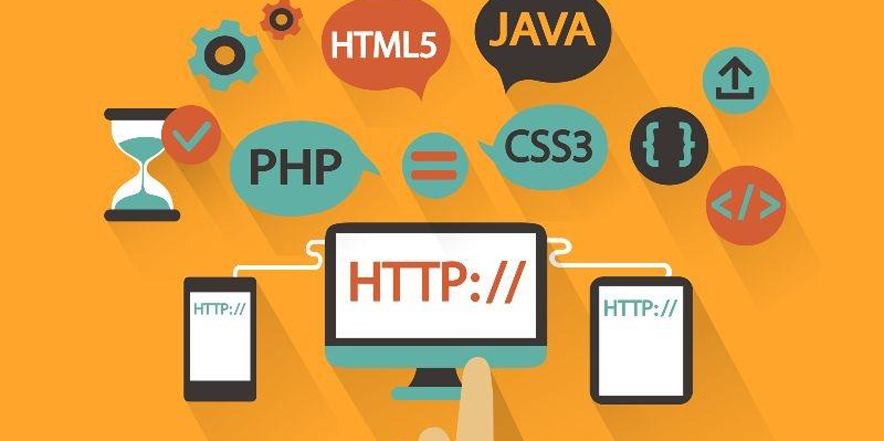 HTML5
JAVA
PHP
=
CSS3
{ }
</>
HTTP://
HTTP://
HTTP://